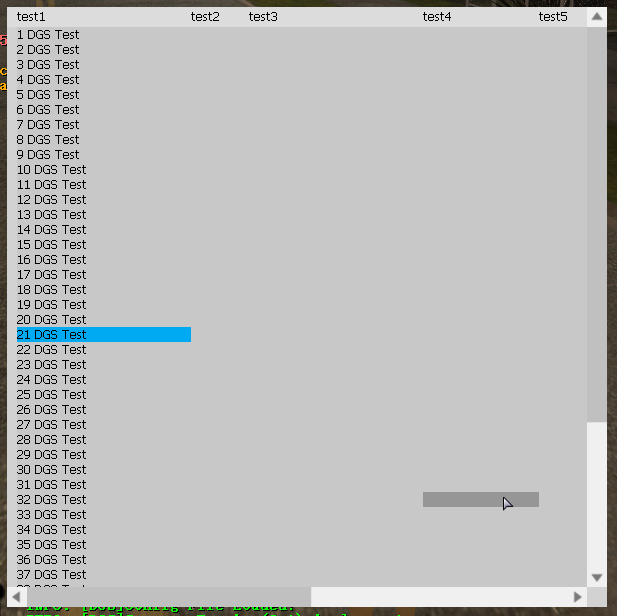 test1 test2 test3 test4 test5
1 DGS Test
2 DGS Test
3 DGS Test
4 DGS Test
5 DGS Test
6 DGS Test
7 DGS Test
8 DGS Test
9 DGS Test
10 DGS Test
11 DGS Test
12 DGS Test
13 DGS Test
14 DGS Test
15 DGS Test
16 DGS Test
17 DGS Test
18 DGS Test
19 DGS Test
20 DGS Test
21 DGS Test
22 DGS Test
23 DGS Test
24 DGS Test
25 DGS Test
26 DGS Test
27 DGS Test
28 DGS Test
29 DGS Test
30 DGS Test
31 DGS Test
32 DGS Test
33 DGS Test
34 DGS Test
35 DGS Test
36 DGS Test
37 DGS Test